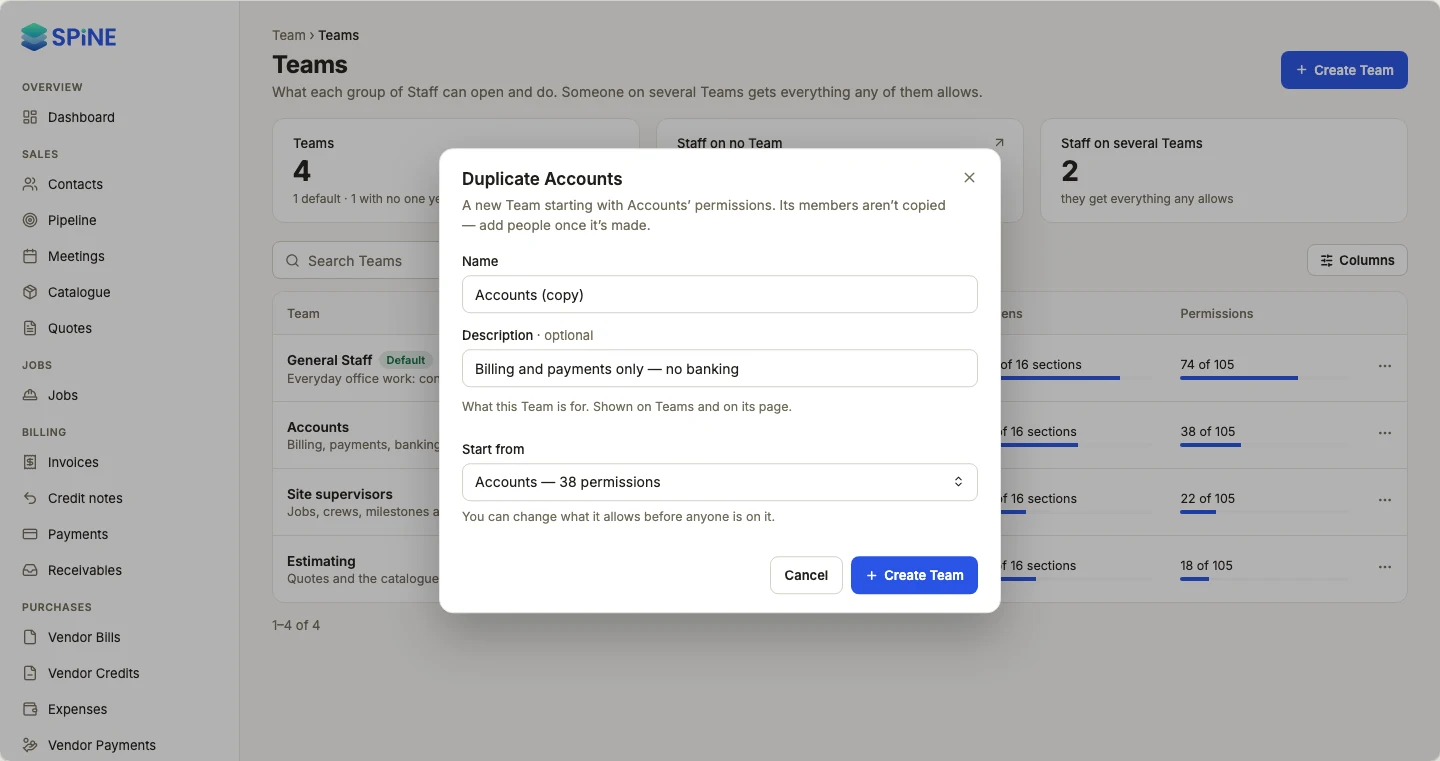 SPiNE
OVERVIEW
Dashboard
SALES
Contacts
Pipeline
Meetings
Catalogue
Quotes
JOBS
Jobs
BILLING
Invoices
Credit notes
Payments
Receivables
PURCHASES
Vendor Bills
Vendor Credits
Expenses
Vendor Payments
Team › Teams
Teams
What each group of Staff can open and do. Someone on several Teams gets everything any of them allows.
+ Create Team
Teams
4
1 default · 1 with no one
Staff on no Team
Staff on several Teams
2
they get everything any allows
Search Teams
Columns
Team
Permissions
General Staff Default
Everyday office work:
of 16 sections
74 of 105
Accounts
Billing, payments, banking
of 16 sections
38 of 105
Site supervisors
Jobs, crews, milestones
of 16 sections
22 of 105
Estimating
Quotes and the catalogue
of 16 sections
18 of 105
1–4 of 4
Duplicate Accounts
A new Team starting with Accounts’ permissions. Its members aren’t copied
— add people once it’s made.
Name
Accounts (copy)
Description · optional
Billing and payments only — no banking
What this Team is for. Shown on Teams and on its page.
Start from
Accounts — 38 permissions
You can change what it allows before anyone is on it.
Cancel
+ Create Team